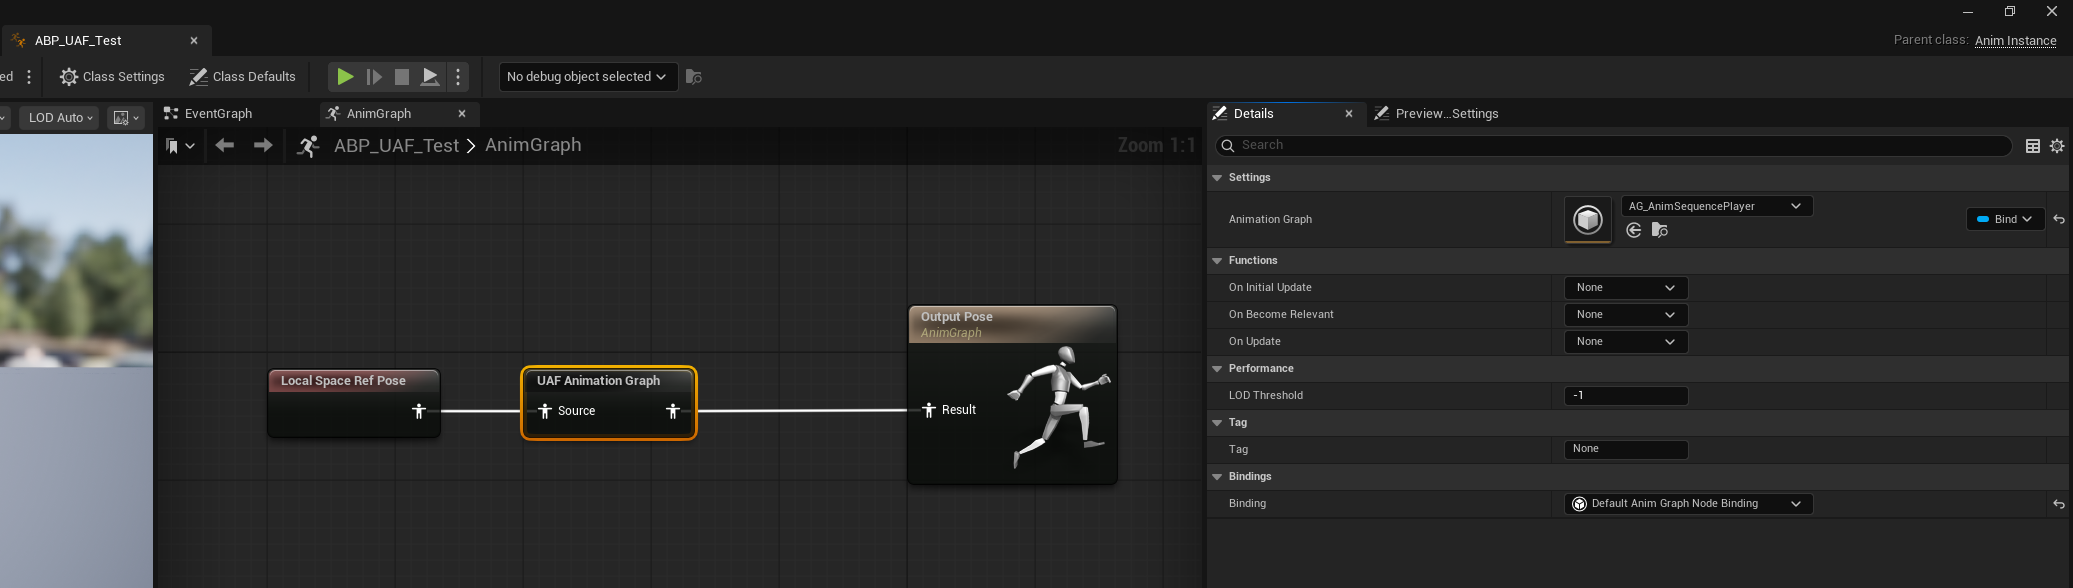 ABP_UAF_Test
Parent class: Anim Instance
ed
Class Settings
Class Defaults
No debug object selected
LOD Auto
EventGraph
AnimGraph
ABP_UAF_Test > AnimGraph
Zoom 1:1
Local Space Ref Pose
UAF Animation Graph
Source
Output Pose
AnimGraph
Result
Details
Preview...Settings
Search
Settings
Animation Graph
AG_AnimSequencePlayer
Bind
Functions
On Initial Update
None
On Become Relevant
None
On Update
None
Performance
LOD Threshold
-1
Tag
Tag
None
Bindings
Binding
Default Anim Graph Node Binding